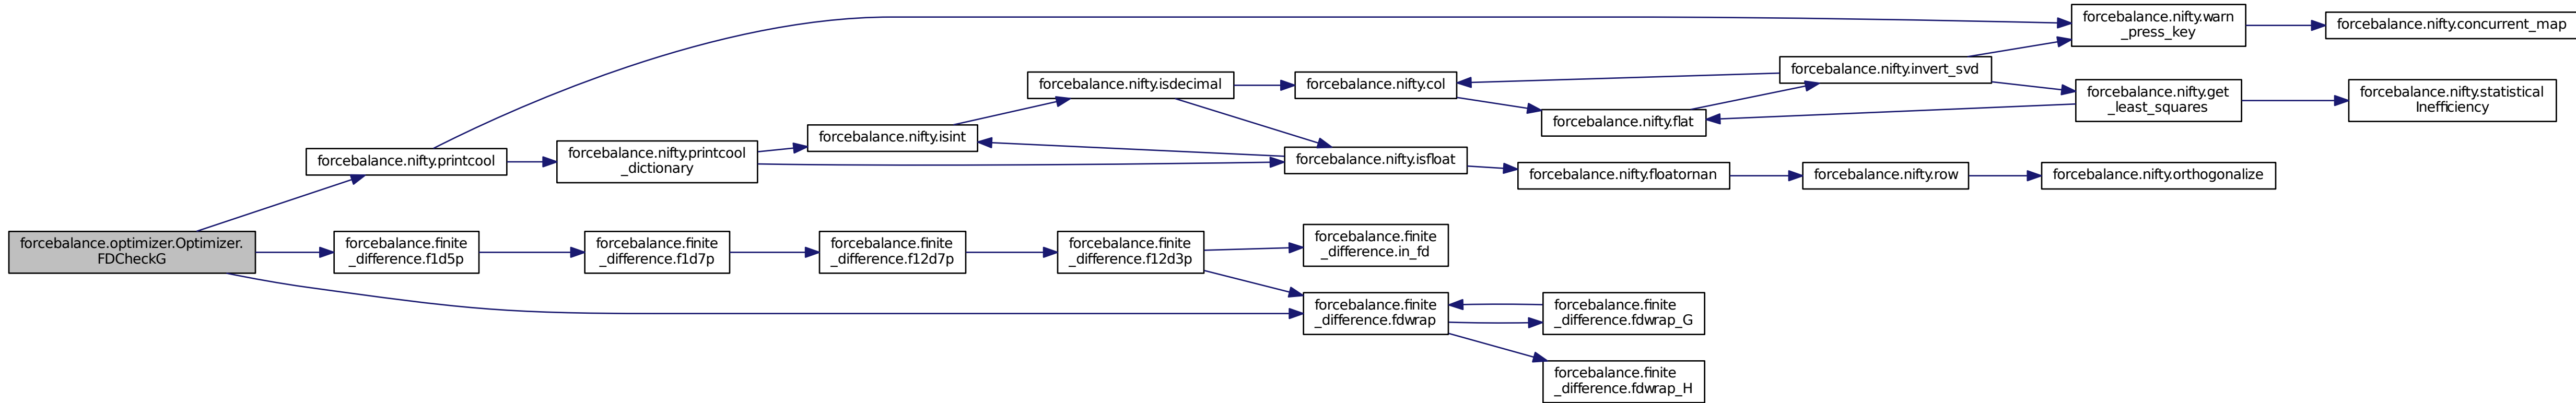 forcebalance.optimizer.Optimizer.
FDCheckG
forcebalance.nifty.printcool
forcebalance.nifty.printcool
_dictionary
forcebalance.nifty.isint
forcebalance.nifty.isdecimal
forcebalance.nifty.col
forcebalance.nifty.isfloat
forcebalance.nifty.flat
forcebalance.nifty.invert_svd
forcebalance.nifty.warn
_press_key
forcebalance.nifty.concurrent_map
forcebalance.nifty.get
_least_squares
forcebalance.nifty.statistical
Inefficiency
forcebalance.nifty.floatornan
forcebalance.nifty.row
forcebalance.nifty.orthogonalize
forcebalance.finite
_difference.f1d5p
forcebalance.finite
_difference.f1d7p
forcebalance.finite
_difference.f12d7p
forcebalance.finite
_difference.f12d3p
forcebalance.finite
_difference.in_fd
forcebalance.finite
_difference.fdwrap
forcebalance.finite
_difference.fdwrap_G
forcebalance.finite
_difference.fdwrap_H